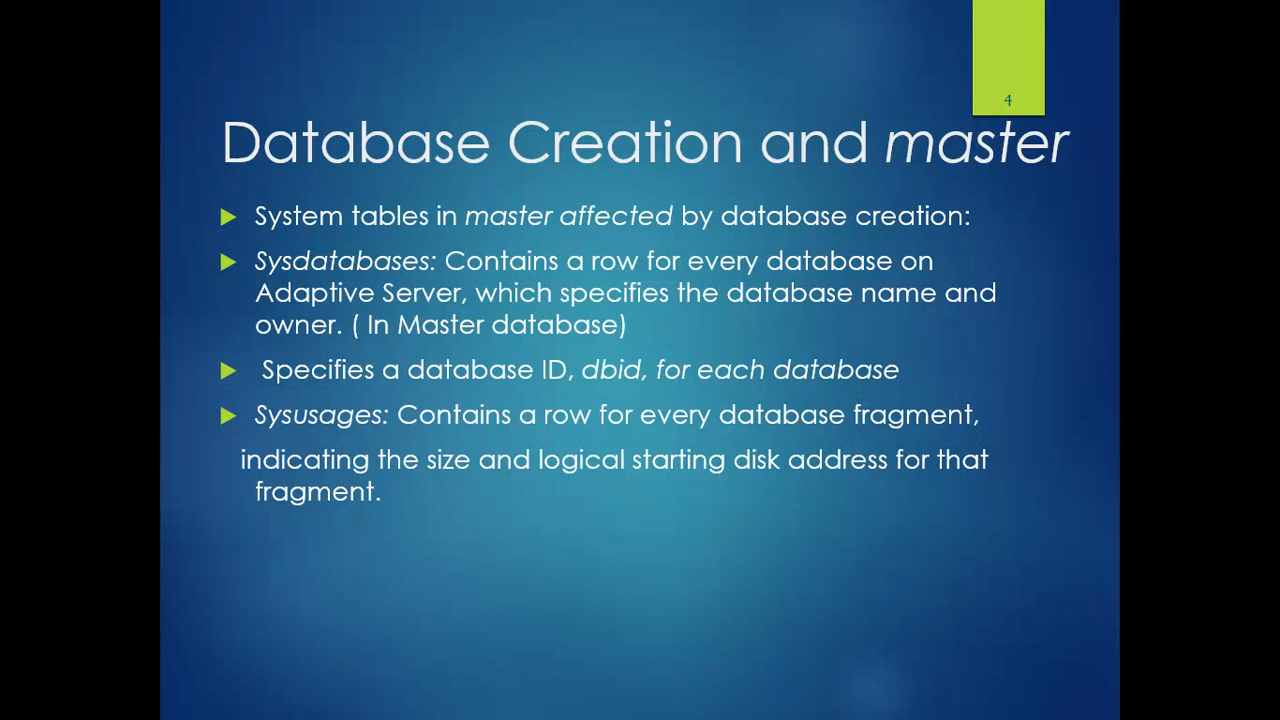 4
Database Creation and master
System tables in master affected by database creation:
Sysdatabases: Contains a row for every database on
Adaptive Server, which specifies the database name and
owner. ( In Master database)
Specifies a database ID, dbid, for each database
Sysusages: Contains a row for every database fragment,
indicating the size and logical starting disk address for that
fragment.